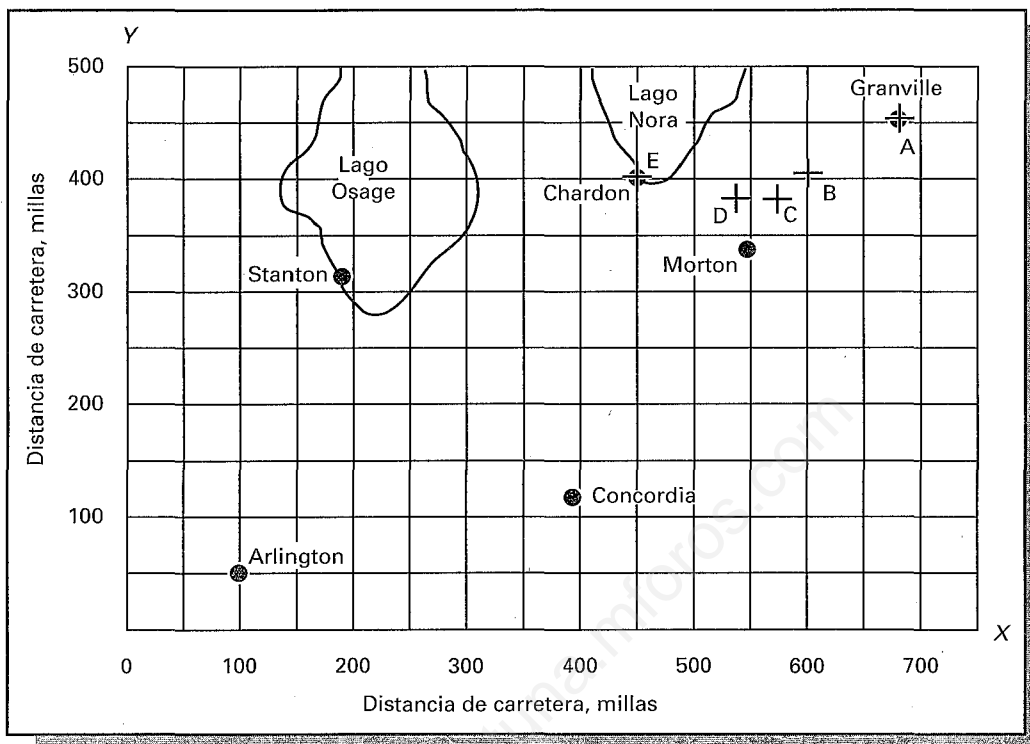 Y
500
400
300
200
100
Distancia de carretera, millas
Lago
Osage
Lago
Nora
Granville
A
E
Chardon
B
D
C
Stanton
Morton
Concordia
Arlington
X
0 100 200 300 400 500 600 700
Distancia de carretera, millas